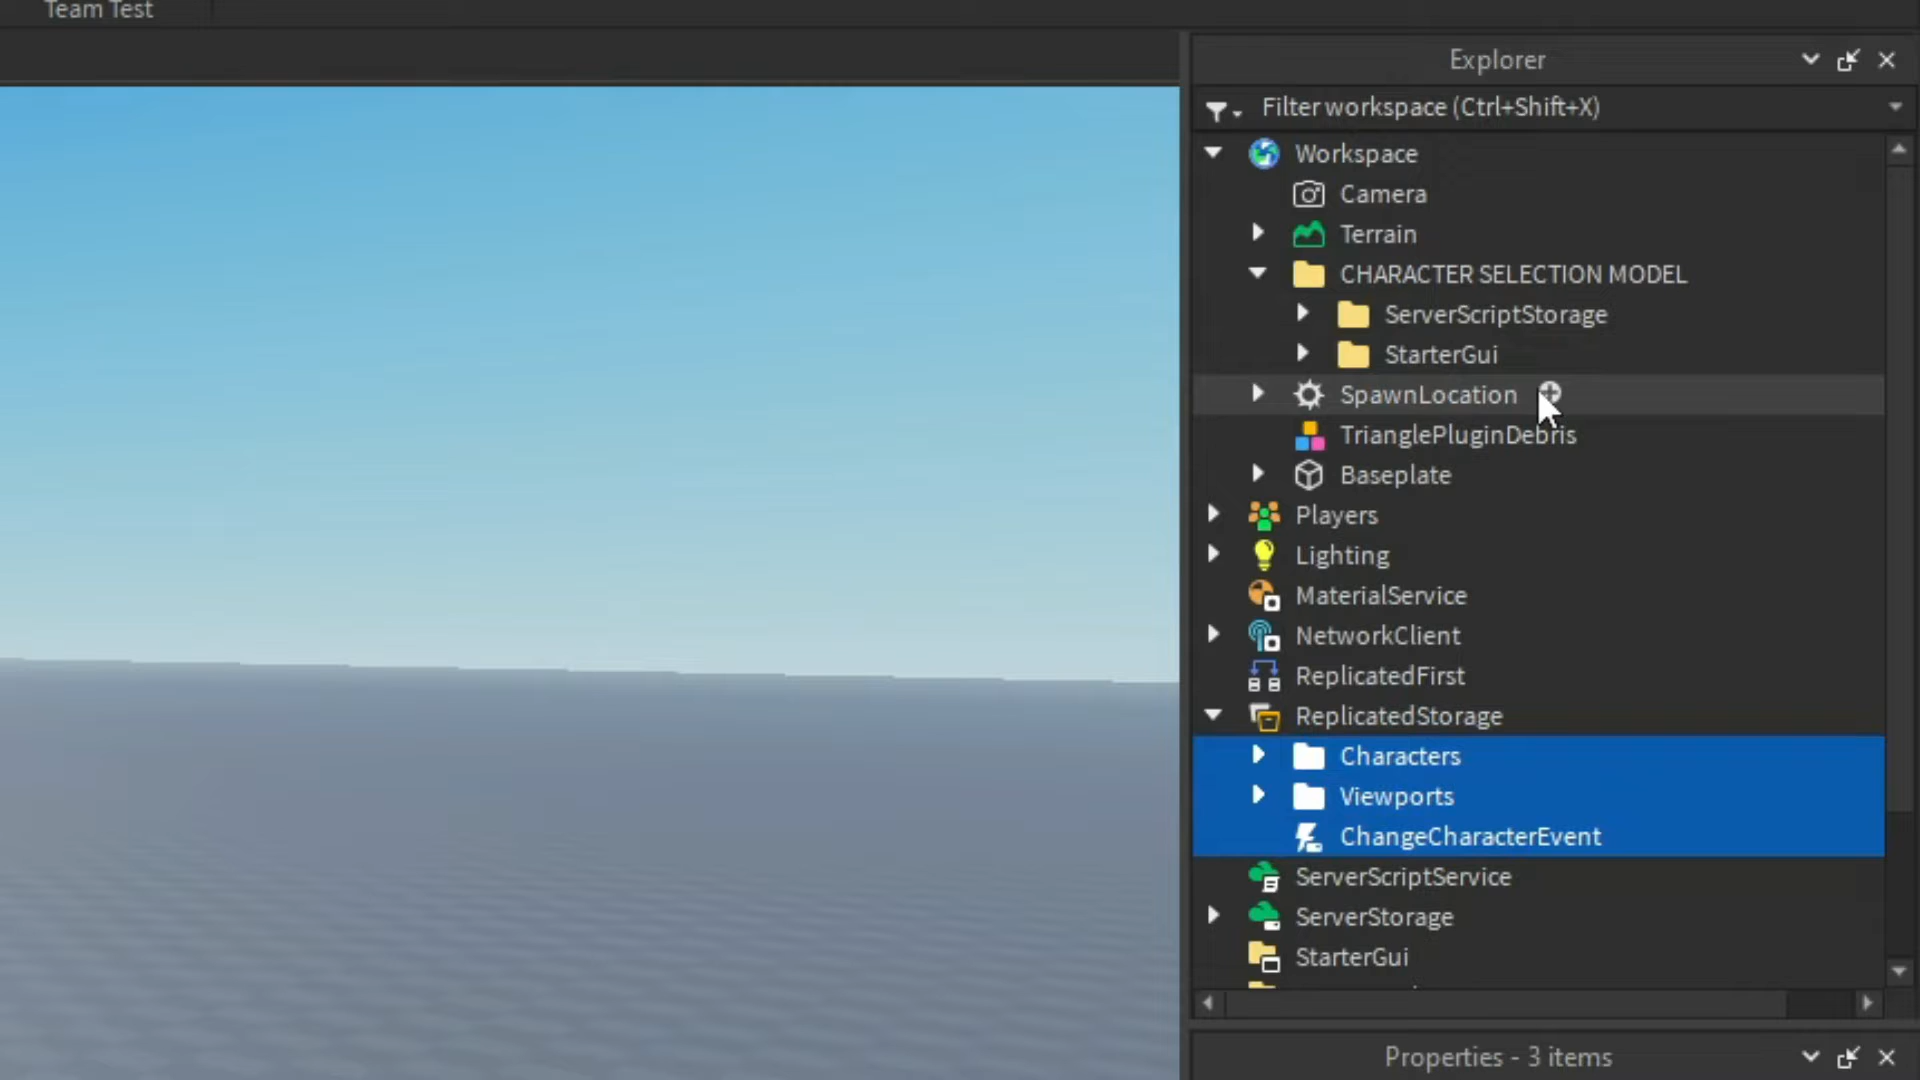 Team Test
Explorer
Filter workspace (Ctrl+Shift+X)
Workspace
Camera
Terrain
CHARACTER SELECTION MODEL
ServerScriptStorage
StarterGui
SpawnLocation
TrianglePluginDebris
Baseplate
Players
Lighting
MaterialService
NetworkClient
ReplicatedFirst
ReplicatedStorage
Characters
Viewports
ChangeCharacterEvent
ServerScriptService
ServerStorage
StarterGui
Properties - 3 items